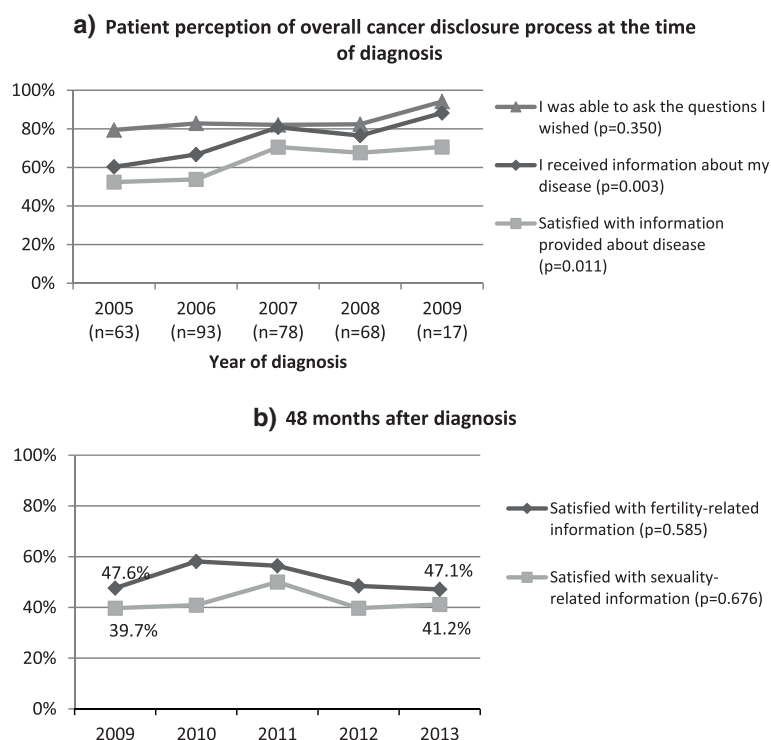 a) Patient perception of overall cancer disclosure process at the time
of diagnosis
100%
80%
60%
40%
20%
0%
2005
(n=63)
2006
(n=93)
2007
(n=78)
2008
(n=68)
2009
(n=17)
Year of diagnosis
I was able to ask the questions I
wished (p=0.350)
I received information about my
disease (p=0.003)
Satisfied with information
provided about disease
(p=0.011)
b) 48 months after diagnosis
100%
80%
60%
40%
20%
0%
47.6%
39.7%
47.1%
41.2%
2009
2010
2011
2012
2013
Satisfied with fertility-related
information (p=0.585)
Satisfied with sexuality-
related information (p=0.676)